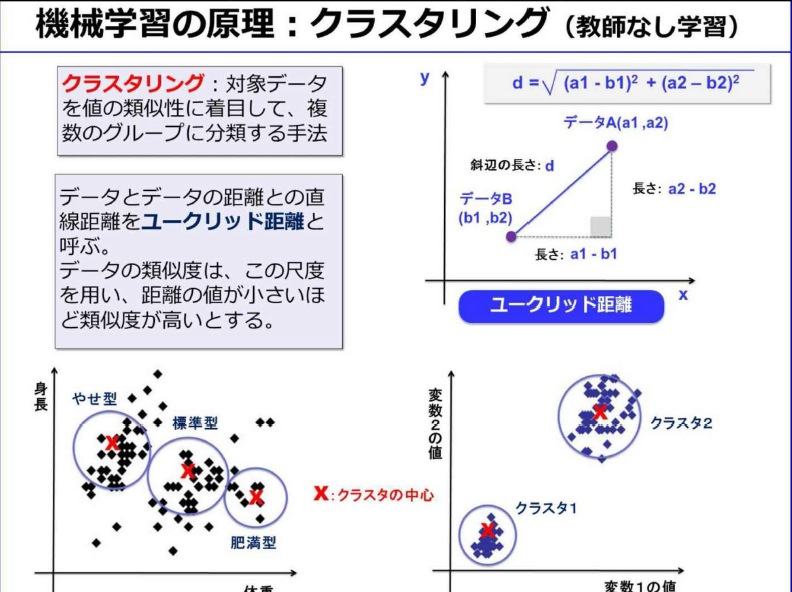 機械学習の原理：クラスタリング（教師なし学習）
クラスタリング：対象データ
を値の類似性に着目して、複
数のグループに分類する手法
データとデータの距離との直
線距離をユークリッド距離と
呼ぶ。
データの類似度は、この尺度
を用い、距離の値が小さいほ
ど類似度が高いとする。
y
d = √ (a1 - b1)² + (a2 – b2)²
データA(a1 ,a2)
斜辺の長さ: d
長さ: a2 - b2
データB
(b1 ,b2)
長さ: a1 - b1
x
ユークリッド距離
身長
やせ型
標準型
肥満型
X
X
X
体重
X:クラスタの中心
変数2の値
クラスタ2
X
クラスタ1
X
変数1の値